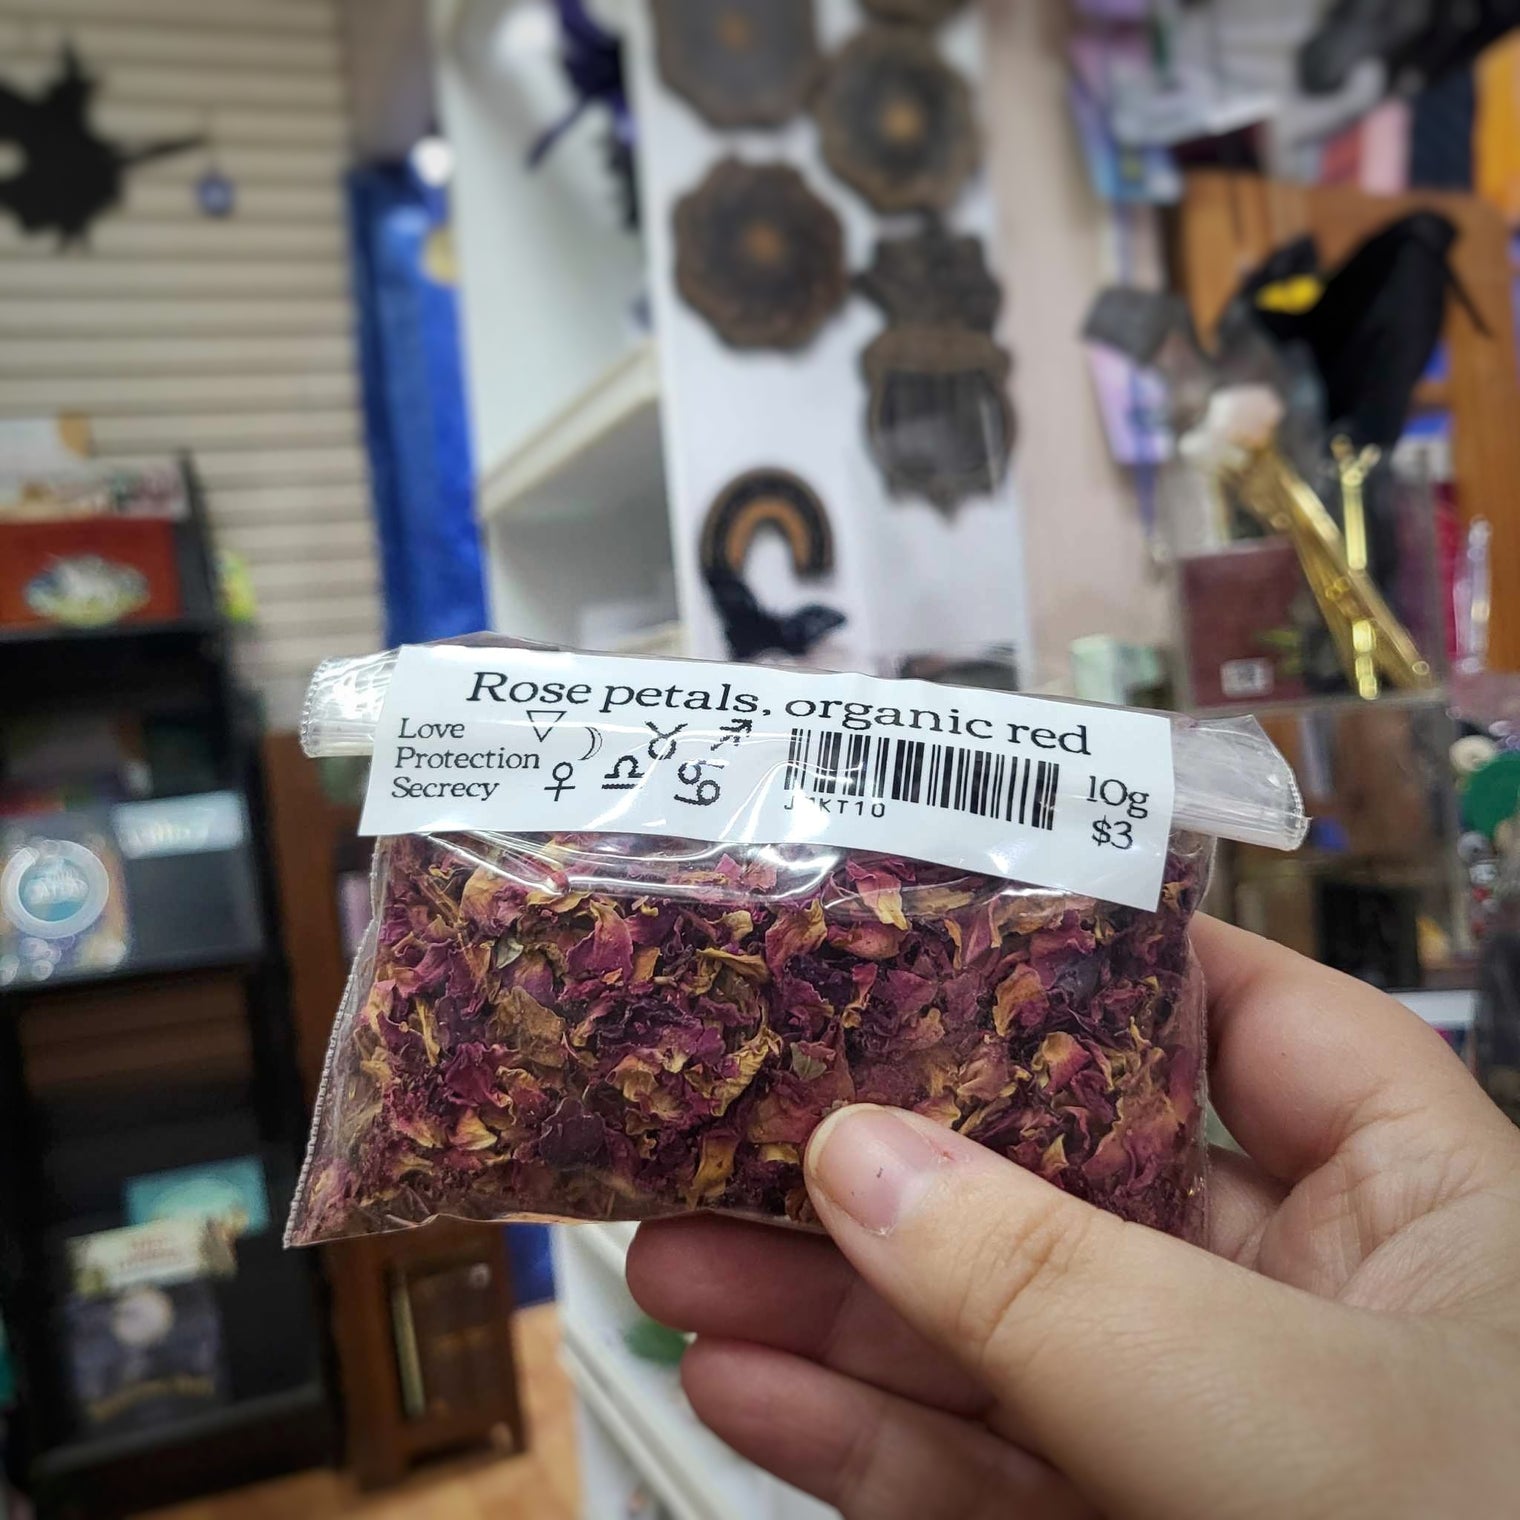 Rose petals, organic red
Love
Protection
Secrecy
10g
$3